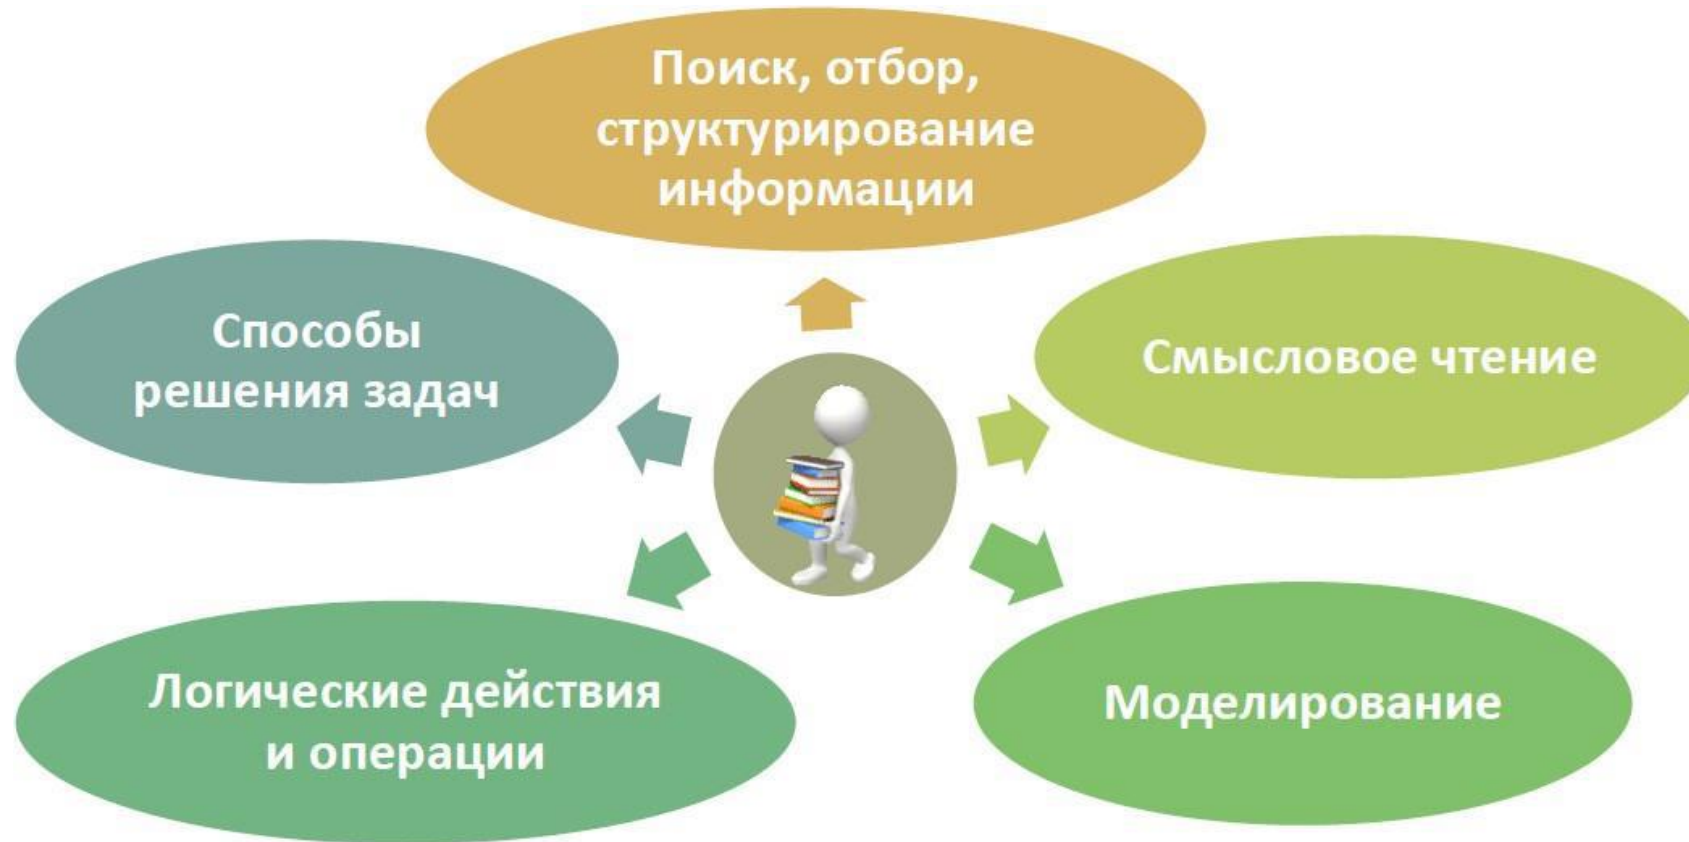 Поиск, отбор,
структурирование
информации
Способы
решения задач
Смысловое чтение
Логические действия
и операции
Моделирование